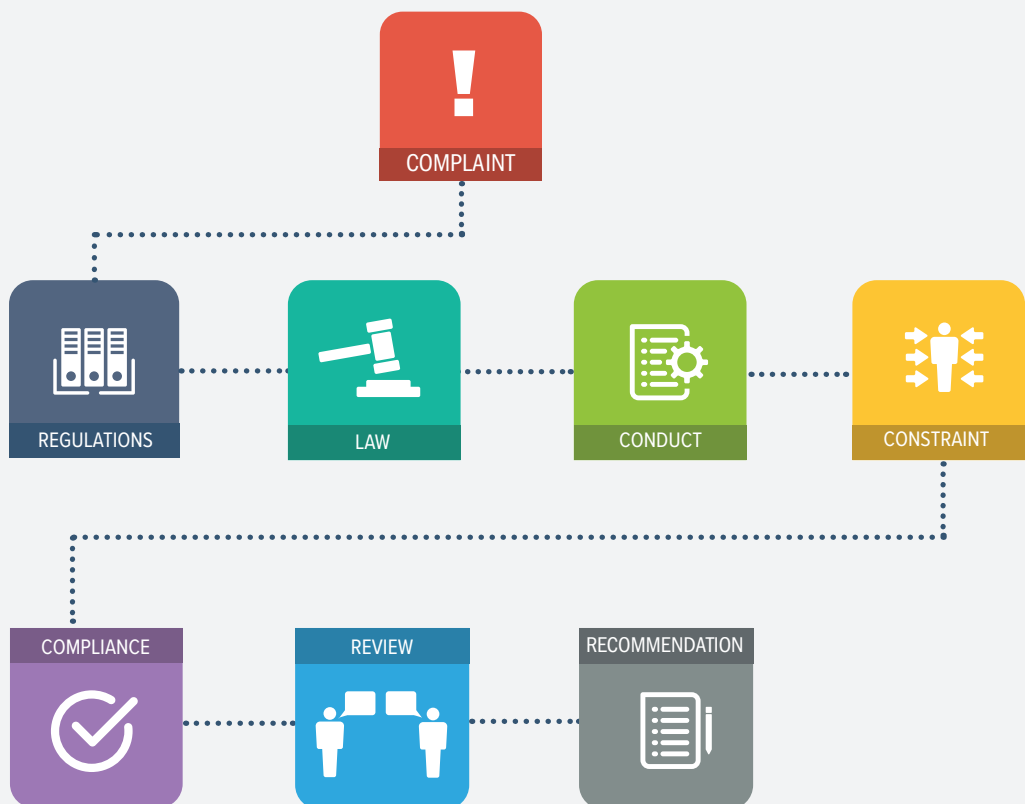 COMPLAINT
REGULATIONS
LAW
CONDUCT
CONSTRAINT
COMPLIANCE
REVIEW
RECOMMENDATION